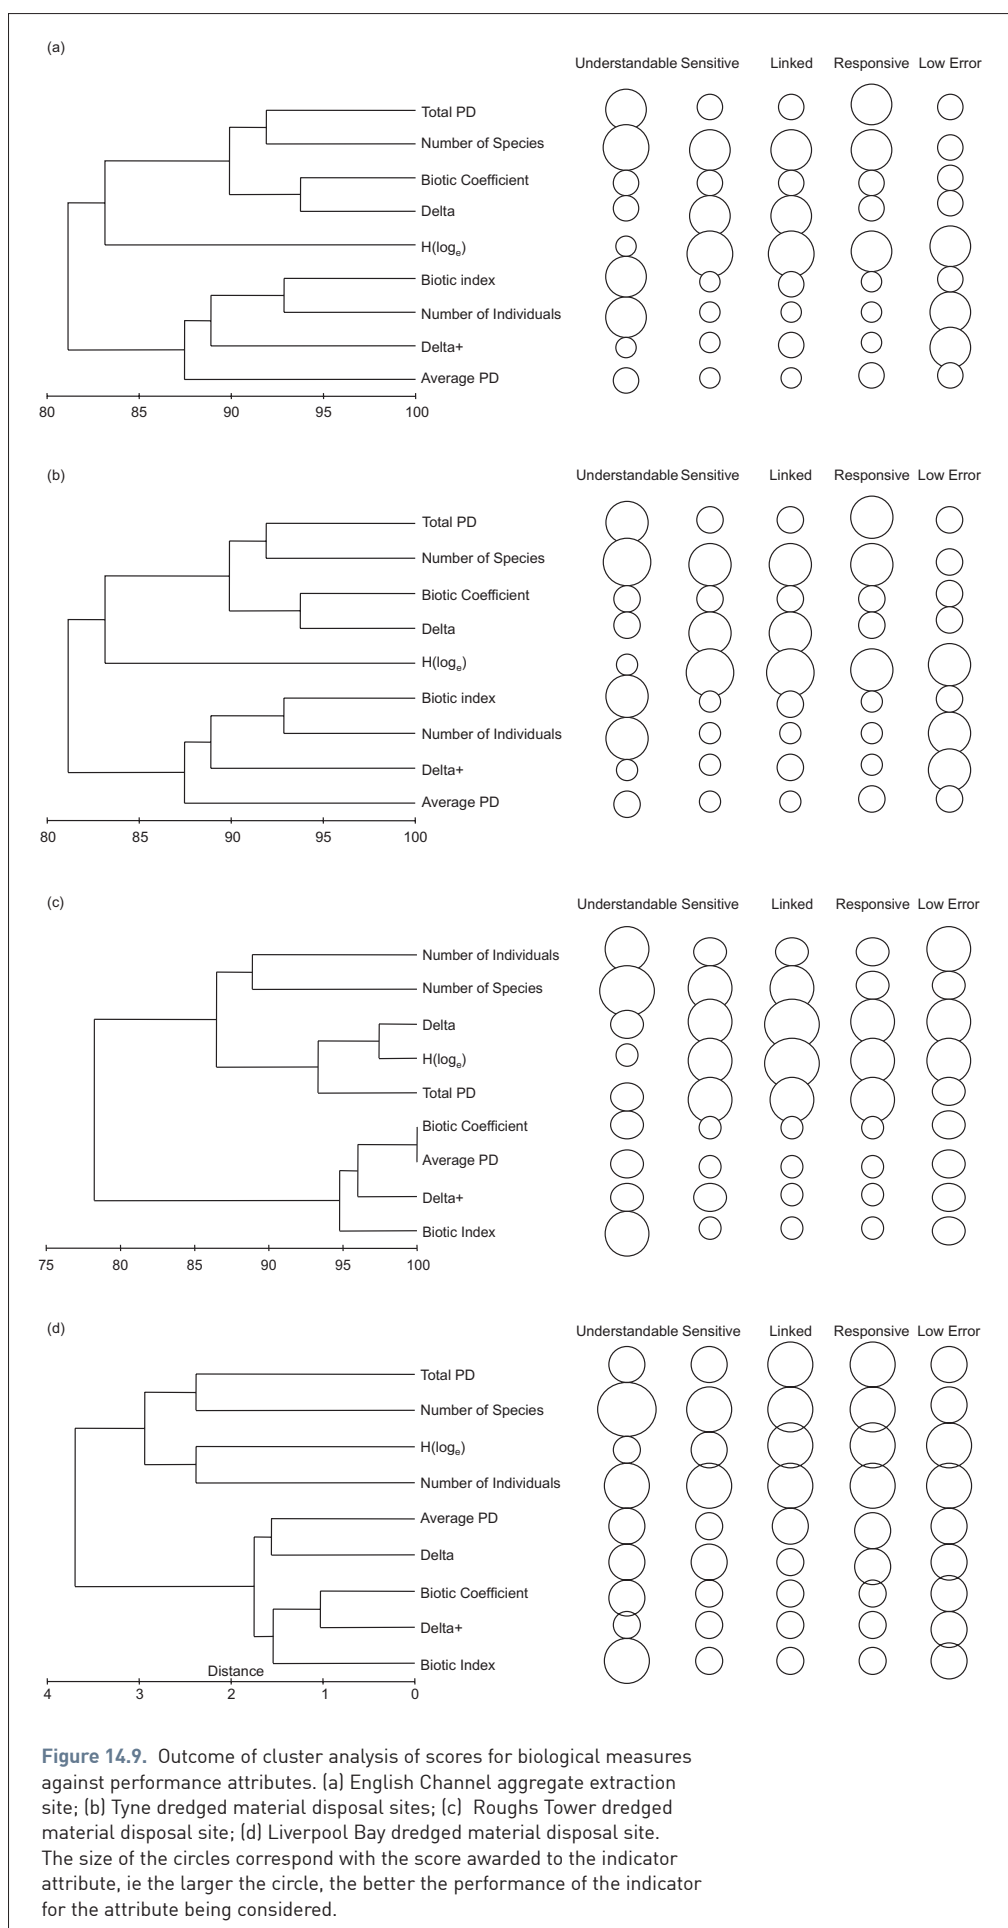 (a)
Understandable Sensitive Linked Responsive Low Error
Total PD
Number of Species
Biotic Coefficient
Delta
H(logₑ)
Biotic index
Number of Individuals
Delta+
Average PD
80 85 90 95 100
(b)
Understandable Sensitive Linked Responsive Low Error
Total PD
Number of Species
Biotic Coefficient
Delta
H(logₑ)
Biotic index
Number of Individuals
Delta+
Average PD
80 85 90 95 100
(c)
Understandable Sensitive Linked Responsive Low Error
Number of Individuals
Number of Species
Delta
H(logₑ)
Total PD
Biotic Coefficient
Average PD
Delta+
Biotic Index
75 80 85 90 95 100
(d)
Understandable Sensitive Linked Responsive Low Error
Total PD
Number of Species
H(logₑ)
Number of Individuals
Average PD
Delta
Biotic Coefficient
Delta+
Biotic Index
Distance
4 3 2 1 0
Figure 14.9. Outcome of cluster analysis of scores for biological measures
against performance attributes. (a) English Channel aggregate extraction
site; (b) Tyne dredged material disposal sites; (c) Roughs Tower dredged
material disposal site; (d) Liverpool Bay dredged material disposal site.
The size of the circles correspond with the score awarded to the indicator
attribute, ie the larger the circle, the better the performance of the indicator
for the attribute being considered.